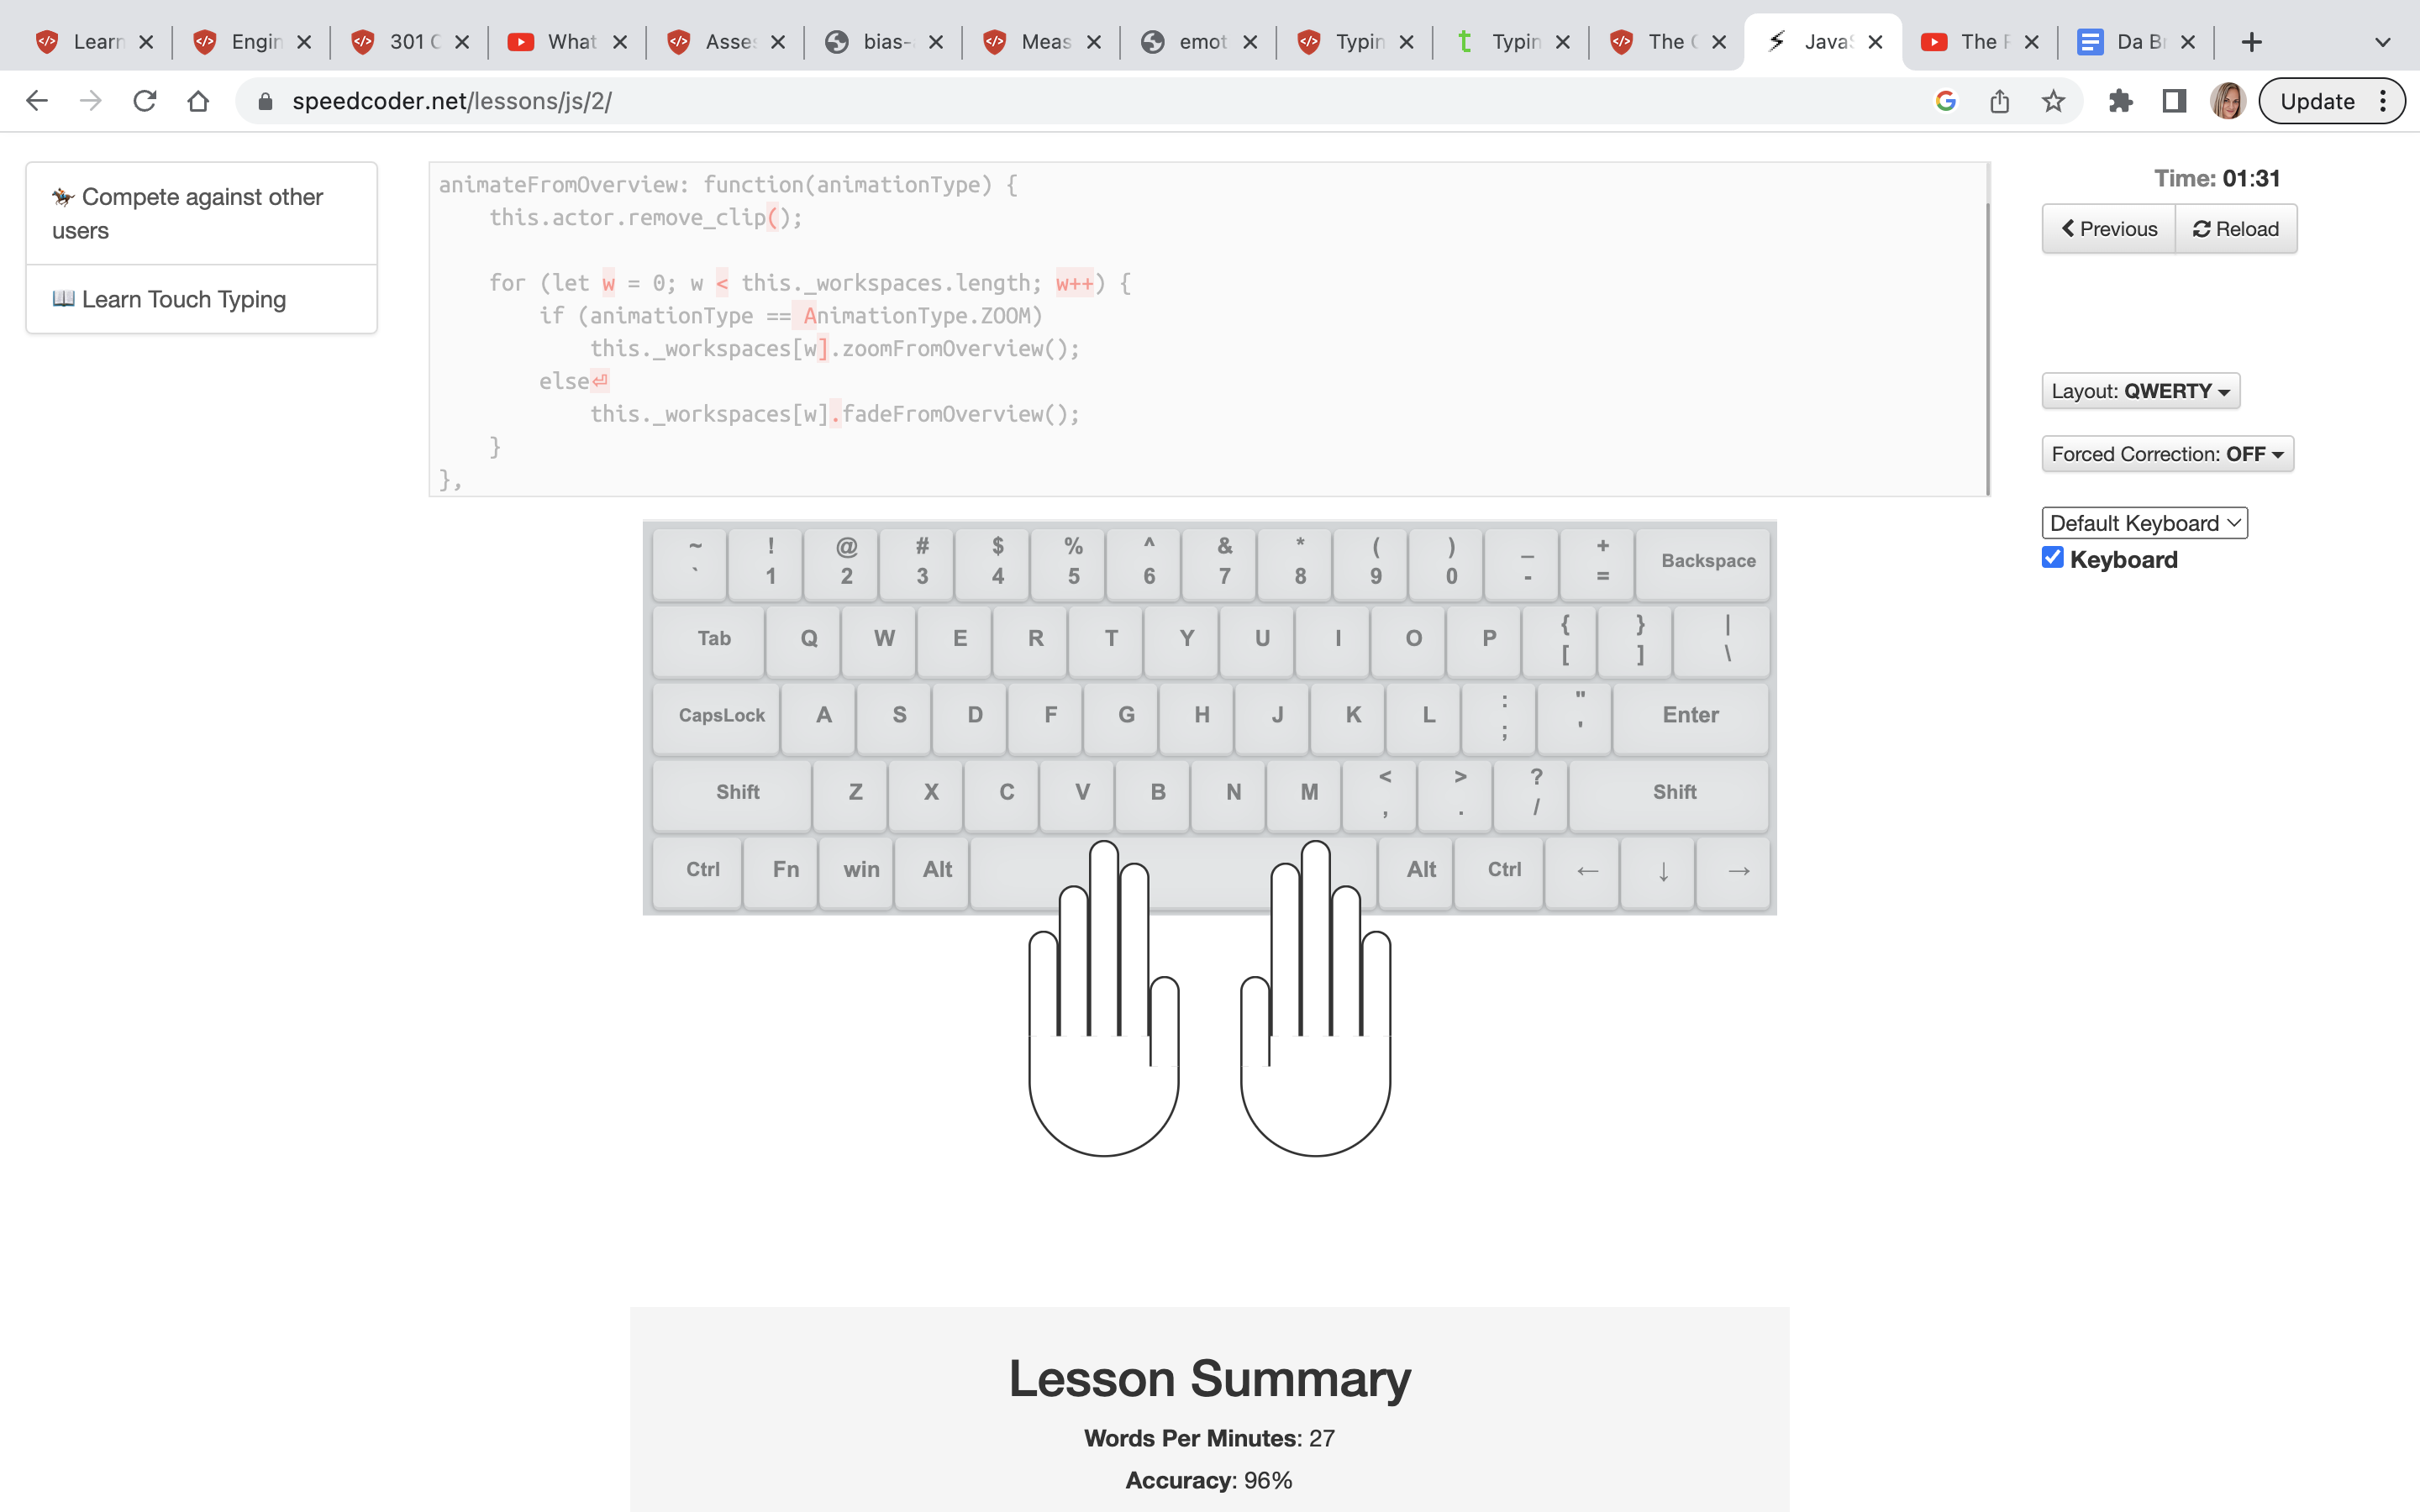 Learn
Engin
301 C
What
Asses
bias-
Meas
emot
Typin
Typin
The C
JavaS
The F
Da Br
speedcoder.net/lessons/js/2/
Update
Compete against other
users
Learn Touch Typing
animateFromOverview: function(animationType) {
this.actor.remove_clip();
for (let w = 0; w < this._workspaces.length; w++) {
if (animationType == AnimationType.ZOOM)
this._workspaces[w].zoomFromOverview();
else⏎
this._workspaces[w].fadeFromOverview();
}
},
Time: 01:31
Previous
Reload
Layout: QWERTY
Forced Correction: OFF
Default Keyboard
Keyboard
~ ! @ # $ % ^ & * ( ) _ + Backspace
` 1 2 3 4 5 6 7 8 9 0 - =
Tab Q W E R T Y U I O P { } |
[ ] \
CapsLock A S D F G H J K L : " Enter
; '
Shift Z X C V B N M < > ? Shift
, . /
Ctrl Fn win Alt Alt Ctrl ← ↓ →
Lesson Summary
Words Per Minutes: 27
Accuracy: 96%